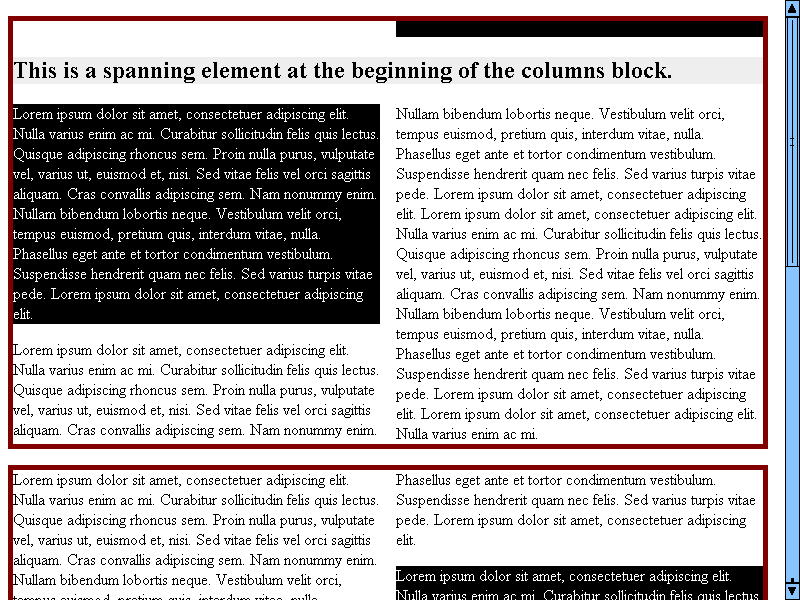 This is a spanning element at the beginning of the columns block.
Lorem ipsum dolor sit amet, consectetuer adipiscing elit.
Nulla varius enim ac mi. Curabitur sollicitudin felis quis lectus.
Quisque adipiscing rhoncus sem. Proin nulla purus, vulputate
vel, varius ut, euismod et, nisi. Sed vitae felis vel orci sagittis
aliquam. Cras convallis adipiscing sem. Nam nonummy enim.
Nullam bibendum lobortis neque. Vestibulum velit orci,
tempus euismod, pretium quis, interdum vitae, nulla.
Phasellus eget ante et tortor condimentum vestibulum.
Suspendisse hendrerit quam nec felis. Sed varius turpis vitae
pede. Lorem ipsum dolor sit amet, consectetuer adipiscing
elit.
Lorem ipsum dolor sit amet, consectetuer adipiscing elit.
Nulla varius enim ac mi. Curabitur sollicitudin felis quis lectus.
Quisque adipiscing rhoncus sem. Proin nulla purus, vulputate
vel, varius ut, euismod et, nisi. Sed vitae felis vel orci sagittis
aliquam. Cras convallis adipiscing sem. Nam nonummy enim.
Nullam bibendum lobortis neque. Vestibulum velit orci,
tempus euismod, pretium quis, interdum vitae, nulla.
Phasellus eget ante et tortor condimentum vestibulum.
Suspendisse hendrerit quam nec felis. Sed varius turpis vitae
pede. Lorem ipsum dolor sit amet, consectetuer adipiscing
elit. Lorem ipsum dolor sit amet, consectetuer adipiscing elit.
Nulla varius enim ac mi. Curabitur sollicitudin felis quis lectus.
Quisque adipiscing rhoncus sem. Proin nulla purus, vulputate
vel, varius ut, euismod et, nisi. Sed vitae felis vel orci sagittis
aliquam. Cras convallis adipiscing sem. Nam nonummy enim.
Nullam bibendum lobortis neque. Vestibulum velit orci,
tempus euismod, pretium quis, interdum vitae, nulla.
Phasellus eget ante et tortor condimentum vestibulum.
Suspendisse hendrerit quam nec felis. Sed varius turpis vitae
pede. Lorem ipsum dolor sit amet, consectetuer adipiscing
elit. Lorem ipsum dolor sit amet, consectetuer adipiscing elit.
Nulla varius enim ac mi.
Lorem ipsum dolor sit amet, consectetuer adipiscing elit.
Nulla varius enim ac mi. Curabitur sollicitudin felis quis lectus.
Quisque adipiscing rhoncus sem. Proin nulla purus, vulputate
vel, varius ut, euismod et, nisi. Sed vitae felis vel orci sagittis
aliquam. Cras convallis adipiscing sem. Nam nonummy enim.
Nullam bibendum lobortis neque. Vestibulum velit orci,
tempus euismod, pretium quis, interdum vitae, nulla.
Phasellus eget ante et tortor condimentum vestibulum.
Suspendisse hendrerit quam nec felis. Sed varius turpis vitae
pede. Lorem ipsum dolor sit amet, consectetuer adipiscing
elit.
Lorem ipsum dolor sit amet, consectetuer adipiscing elit.
Nulla varius enim ac mi. Curabitur sollicitudin felis quis lectus.